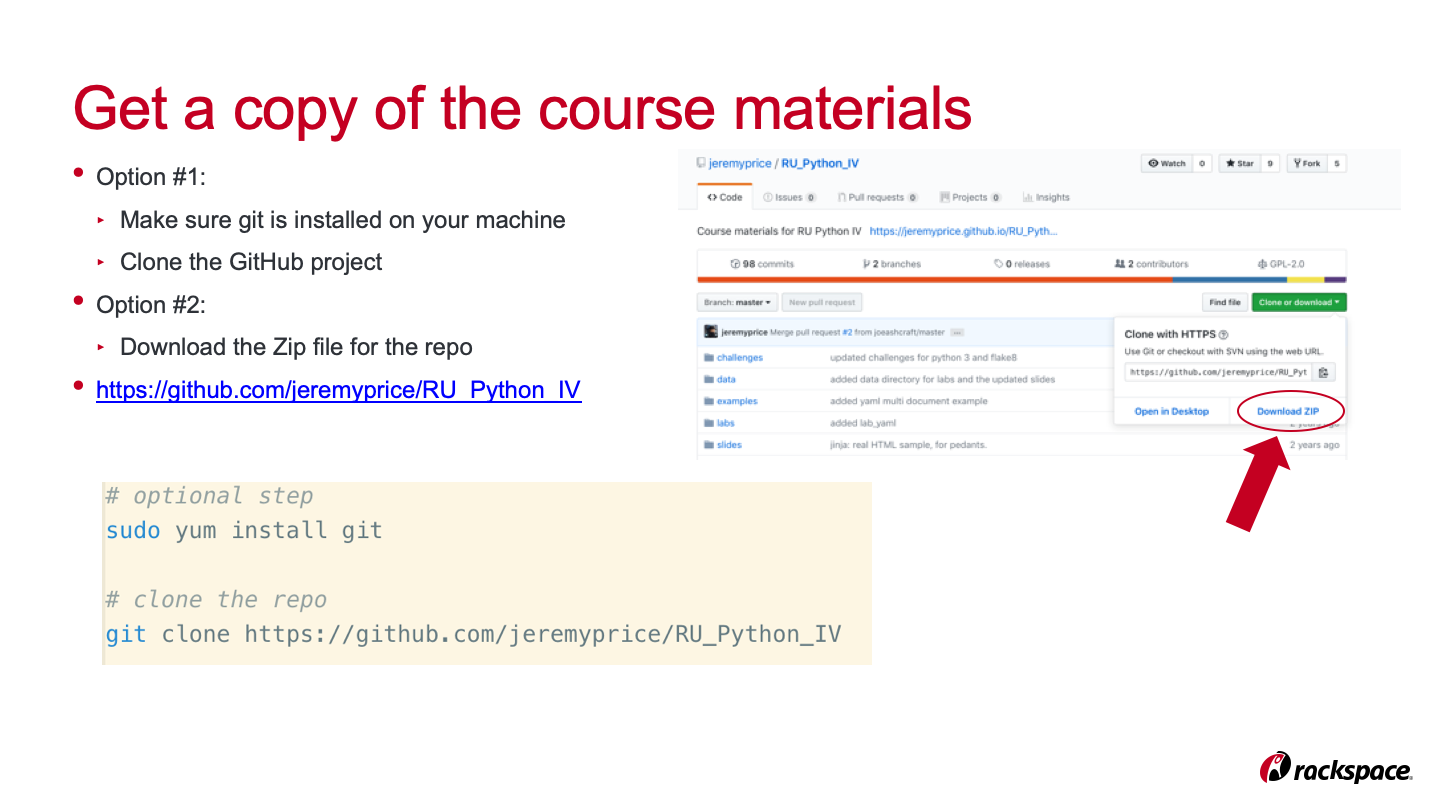 Get a copy of the course materials
Option #1:
Make sure git is installed on your machine
Clone the GitHub project
Option #2:
Download the Zip file for the repo
https://github.com/jeremyprice/RU_Python_IV
jeremyprice / RU_Python_IV
Watch 0 Star 9 Fork 5
Code Issues 0 Pull requests 0 Projects 0 Insights
Course materials for RU Python IV https://jeremyprice.github.io/RU_Pyth...
98 commits 2 branches 0 releases 2 contributors GPL-2.0
Branch: master New pull request Find file Clone or download
jeremyprice Merge pull request #2 from joeashcraft/master ...
Clone with HTTPS
Use Git or checkout with SVN using the web URL.
https://github.com/jeremyprice/RU_Pyt
Open in Desktop Download ZIP
challenges updated challenges for python 3 and flake8
data added data directory for labs and the updated slides
examples added yaml multi document example
labs added lab_yaml 2 years ago
slides jinja: real HTML sample, for pedants. 2 years ago
# optional step
sudo yum install git
# clone the repo
git clone https://github.com/jeremyprice/RU_Python_IV
rackspace.